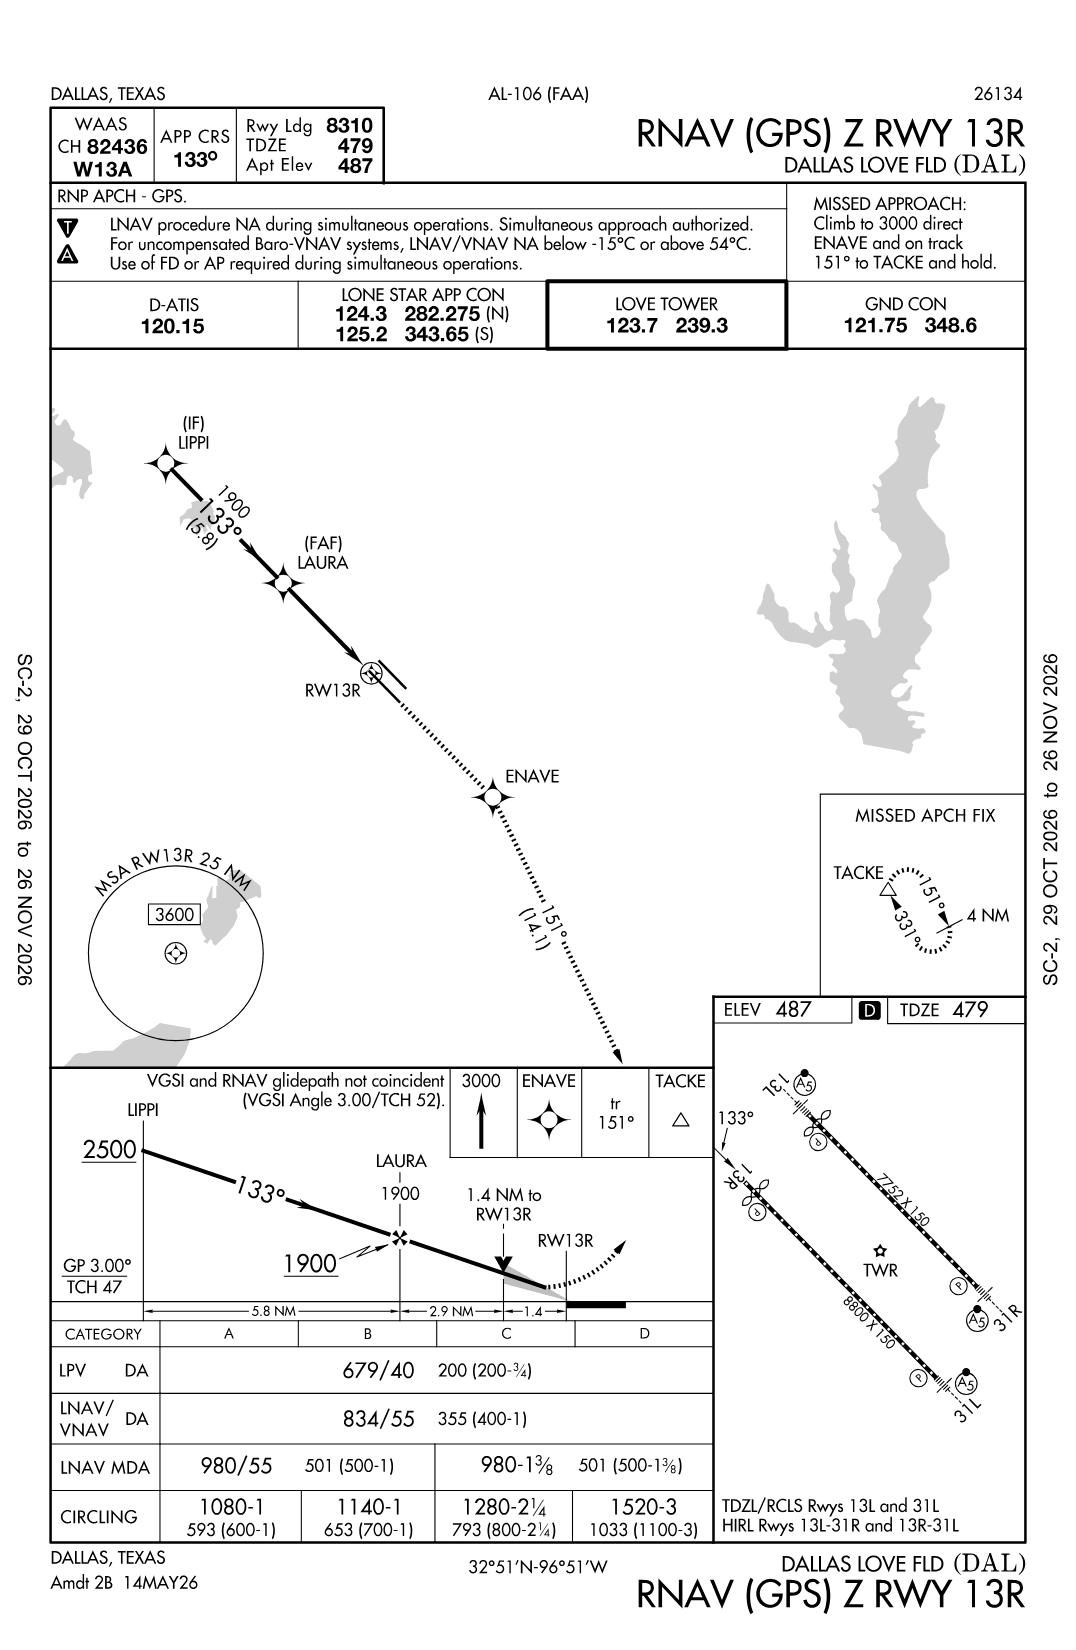 DALLAS, TEXAS
AL-106 (FAA)
26134
WAAS
CH 82436
W13A
APP CRS
133°
Rwy Ldg 8310
TDZE 479
Apt Elev 487
RNAV (GPS) Z RWY 13R
DALLAS LOVE FLD (DAL)
RNP APCH - GPS.
T
A
LNAV procedure NA during simultaneous operations. Simultaneous approach authorized.
For uncompensated Baro-VNAV systems, LNAV/VNAV NA below -15°C or above 54°C.
Use of FD or AP required during simultaneous operations.
MISSED APPROACH:
Climb to 3000 direct
ENAVE and on track
151° to TACKE and hold.
D-ATIS
120.15
LONE STAR APP CON
124.3 282.275 (N)
125.2 343.65 (S)
LOVE TOWER
123.7 239.3
GND CON
121.75 348.6
(IF)
LIPPI
1900
133°
(5.8)
(FAF)
LAURA
RW13R
ENAVE
151°
(14.1)
MSA RW13R 25 NM
3600
MISSED APCH FIX
TACKE
151°
331°
4 NM
SC-2, 29 OCT 2026 to 26 NOV 2026
SC-2, 29 OCT 2026 to 26 NOV 2026
ELEV 487
D
TDZE 479
13L
A5
P
133°
13R
P
7752 X 150
TWR
8800 X 150
P
A5
31R
P
A5
31L
TDZL/RCLS Rwys 13L and 31L
HIRL Rwys 13L-31R and 13R-31L
VGSI and RNAV glidepath not coincident
(VGSI Angle 3.00/TCH 52).
3000
ENAVE
tr
151°
TACKE
LIPPI
2500
133°
LAURA
1900
1900
1.4 NM to
RW13R
RW13R
GP 3.00°
TCH 47
5.8 NM
2.9 NM
1.4
CATEGORY A B C D
LPV DA 679/40 200 (200-¾)
LNAV/
VNAV DA 834/55 355 (400-1)
LNAV MDA 980/55 501 (500-1) 980-1⅜ 501 (500-1⅜)
CIRCLING
1080-1
593 (600-1)
1140-1
653 (700-1)
1280-2¼
793 (800-2¼)
1520-3
1033 (1100-3)
DALLAS, TEXAS
Amdt 2B 14MAY26
32°51'N-96°51'W
DALLAS LOVE FLD (DAL)
RNAV (GPS) Z RWY 13R